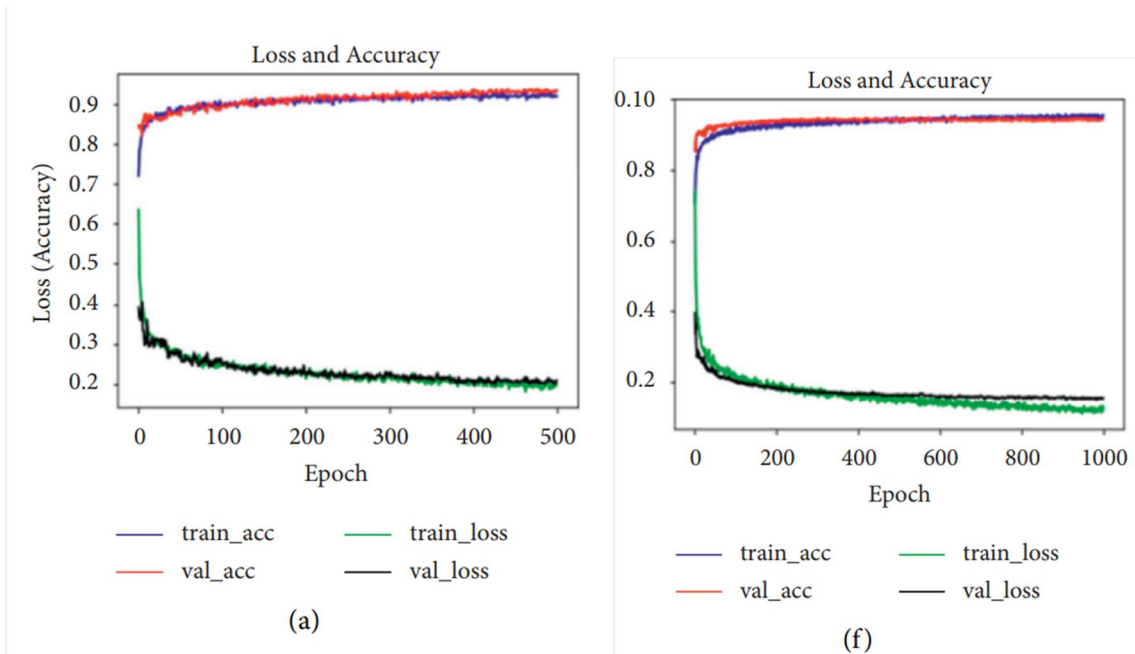 Loss and Accuracy
0.9
0.8
0.7
0.6
0.5
0.4
0.3
0.2
Loss (Accuracy)
0 100 200 300 400 500
Epoch
train_acc train_loss
val_acc val_loss
(a)
Loss and Accuracy
0.10
0.8
0.6
0.4
0.2
0 200 400 600 800 1000
Epoch
train_acc train_loss
val_acc val_loss
(f)